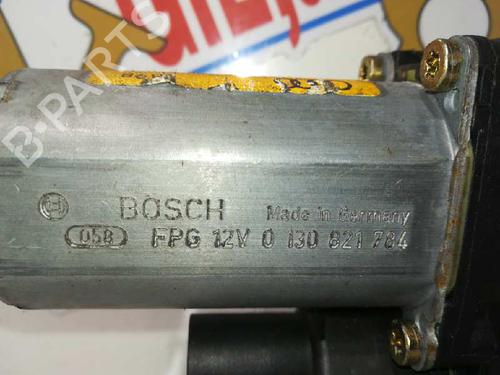 B-PARTS
BOSCH Made in Germany
058 FPG 12V 0 130 821 784